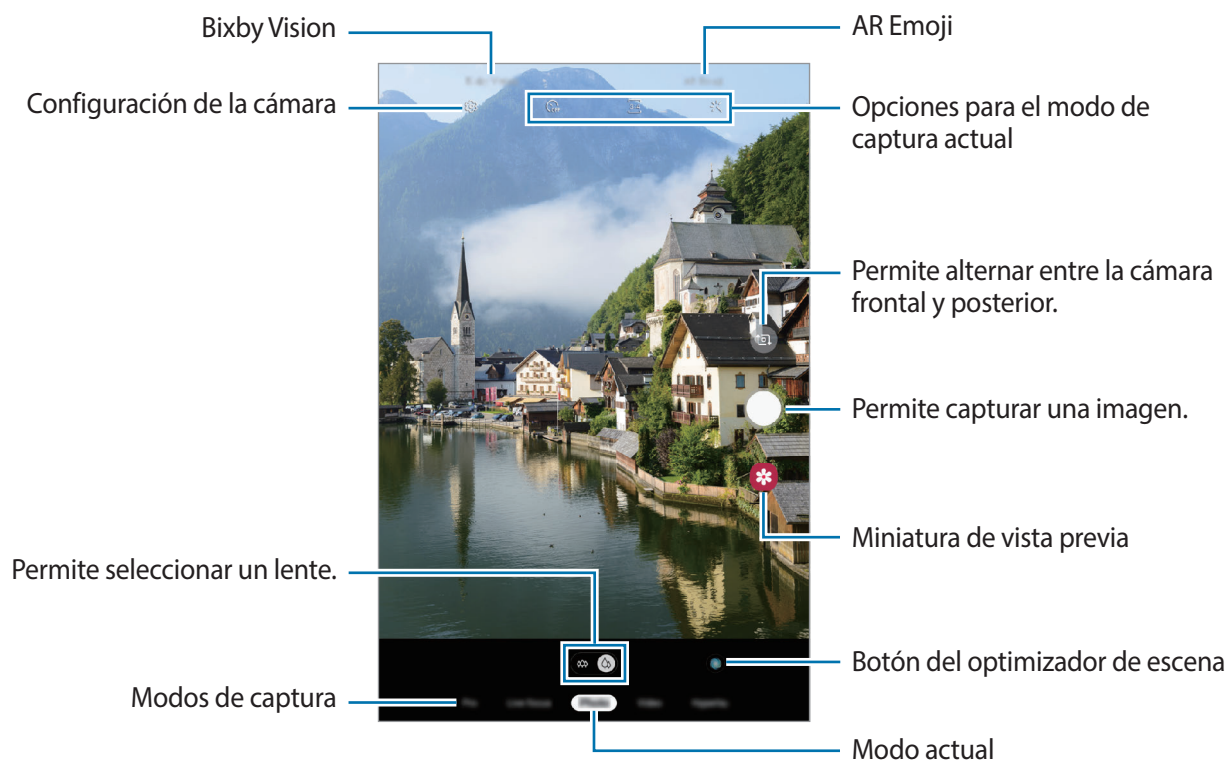 Bixby Vision
AR Emoji
Configuración de la cámara
Opciones para el modo de
captura actual
Permite alternar entre la cámara
frontal y posterior.
Permite capturar una imagen.
Miniatura de vista previa
Permite seleccionar un lente.
Botón del optimizador de escena
Modos de captura
Modo actual